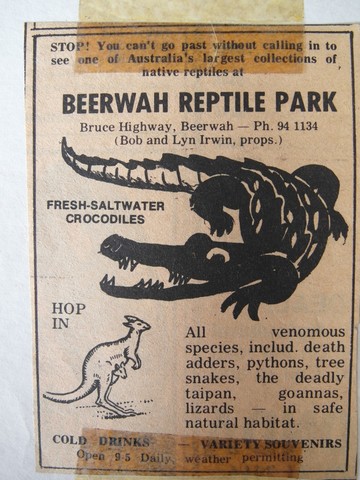 STOP! You can't go past without calling in to
see one of Australia's largest collections of
native reptiles at
BEERWAH REPTILE PARK
Bruce Highway, Beerwah — Ph. 94 1134
(Bob and Lyn Irwin, props.)
FRESH-SALTWATER
CROCODILES
HOP
IN
All venomous
species, includ. death
adders, pythons, tree
snakes, the deadly
taipan, goannas,
lizards — in safe
natural habitat.
COLD DRINKS — VARIETY SOUVENIRS
Open 9-5 Daily, weather permitting